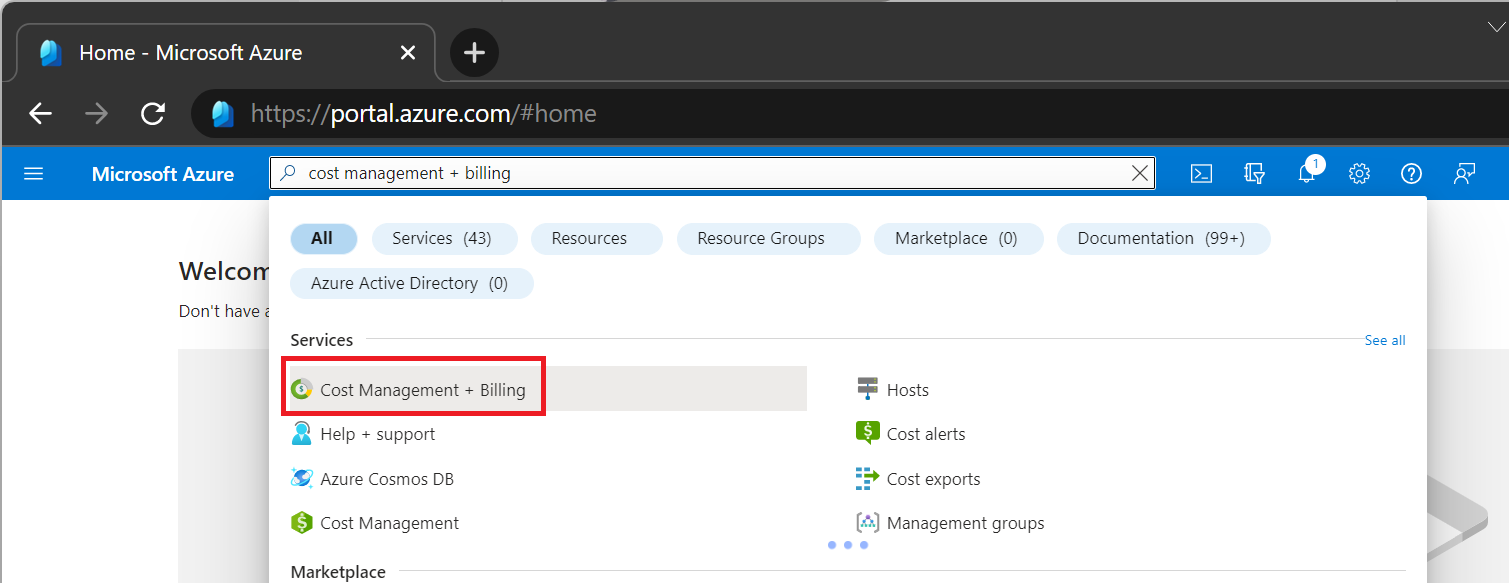 Home - Microsoft Azure
https://portal.azure.com/#home
Microsoft Azure
cost management + billing
1
All Services (43) Resources Resource Groups Marketplace (0) Documentation (99+)
Azure Active Directory (0)
Welcom
Don't have a
Services
See all
Cost Management + Billing
Hosts
Help + support
Cost alerts
Azure Cosmos DB
Cost exports
Cost Management
Management groups
Marketplace